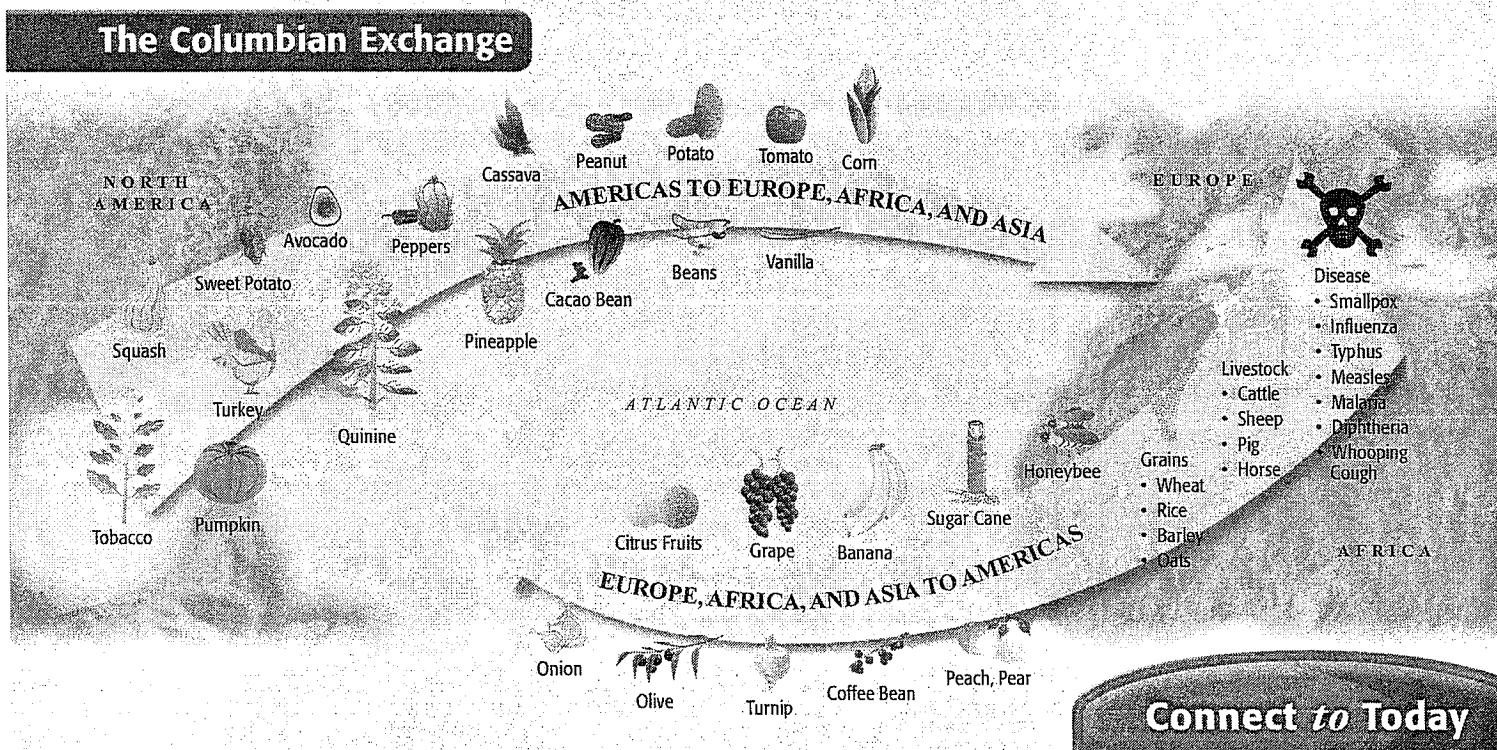 The Columbian Exchange
NORTH
AMERICA
Cassava
Peanut
Potato
Tomato
Corn
AMERICAS TO EUROPE, AFRICA, AND ASIA
EUROPE
Avocado
Peppers
Sweet Potato
Cacao Bean
Beans
Vanilla
Squash
Pineapple
Turkey
Quinine
Tobacco
Pumpkin
ATLANTIC OCEAN
Disease
• Smallpox
• Influenza
• Typhus
• Measles
• Malaria
• Diphtheria
• Whooping
Cough
Livestock
• Cattle
• Sheep
• Pig
• Horse
Grains
• Wheat
• Rice
• Barley
• Oats
Honeybee
Sugar Cane
Citrus Fruits
Grape
Banana
AFRICA
EUROPE, AFRICA, AND ASIA TO AMERICAS
Onion
Olive
Turnip
Coffee Bean
Peach, Pear
Connect to Today